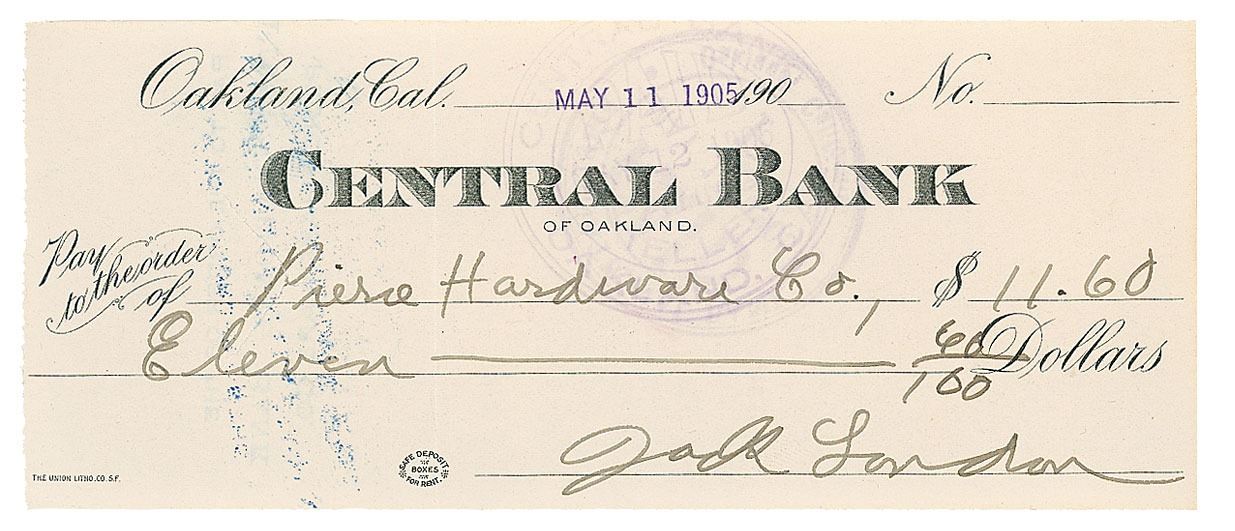 Oakland, Cal. MAY 11 1905 190 No.
CENTRAL BANK
OF OAKLAND.
Pay to the order of Pierce Hardware Co., $ 11.60
Eleven 60/100 Dollars
Jack London
SAFE DEPOSIT BOXES FOR RENT.
THE UNION LITHO. CO. S.F.